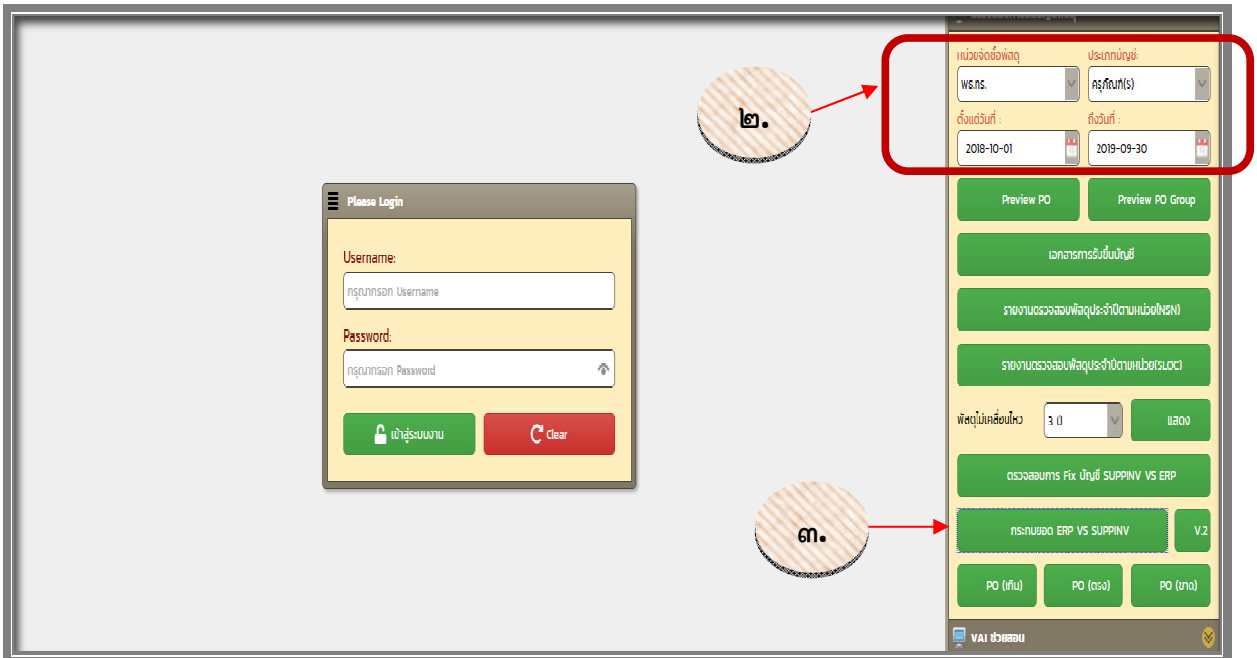 หน่วยจัดซื้อพัสดุ ประเภทบัญชี:
พธ.ทร. ครุภัณฑ์(S)
๒.
ตั้งแต่วันที่ : ถึงวันที่ :
2018-10-01 2019-09-30
Preview PO Preview PO Group
Please Login
Username:
กรุณากรอก Username
Password:
กรุณากรอก Password
เข้าสู่ระบบงาน Clear
เอกสารการรับขึ้นบัญชี
รายงานตรวจสอบพัสดุประจำปีตามหน่วย(NSN)
รายงานตรวจสอบพัสดุประจำปีตามหน่วย(SLOC)
พัสดุไม่เคลื่อนไหว 3 ปี แสดง
ตรวจสอบการ Fix บัญชี SUPPINV VS ERP
๓.
กระทบยอด ERP VS SUPPINV V.2
PO (เกิน) PO (ตรง) PO (ขาด)
VAI ช่วยสอน